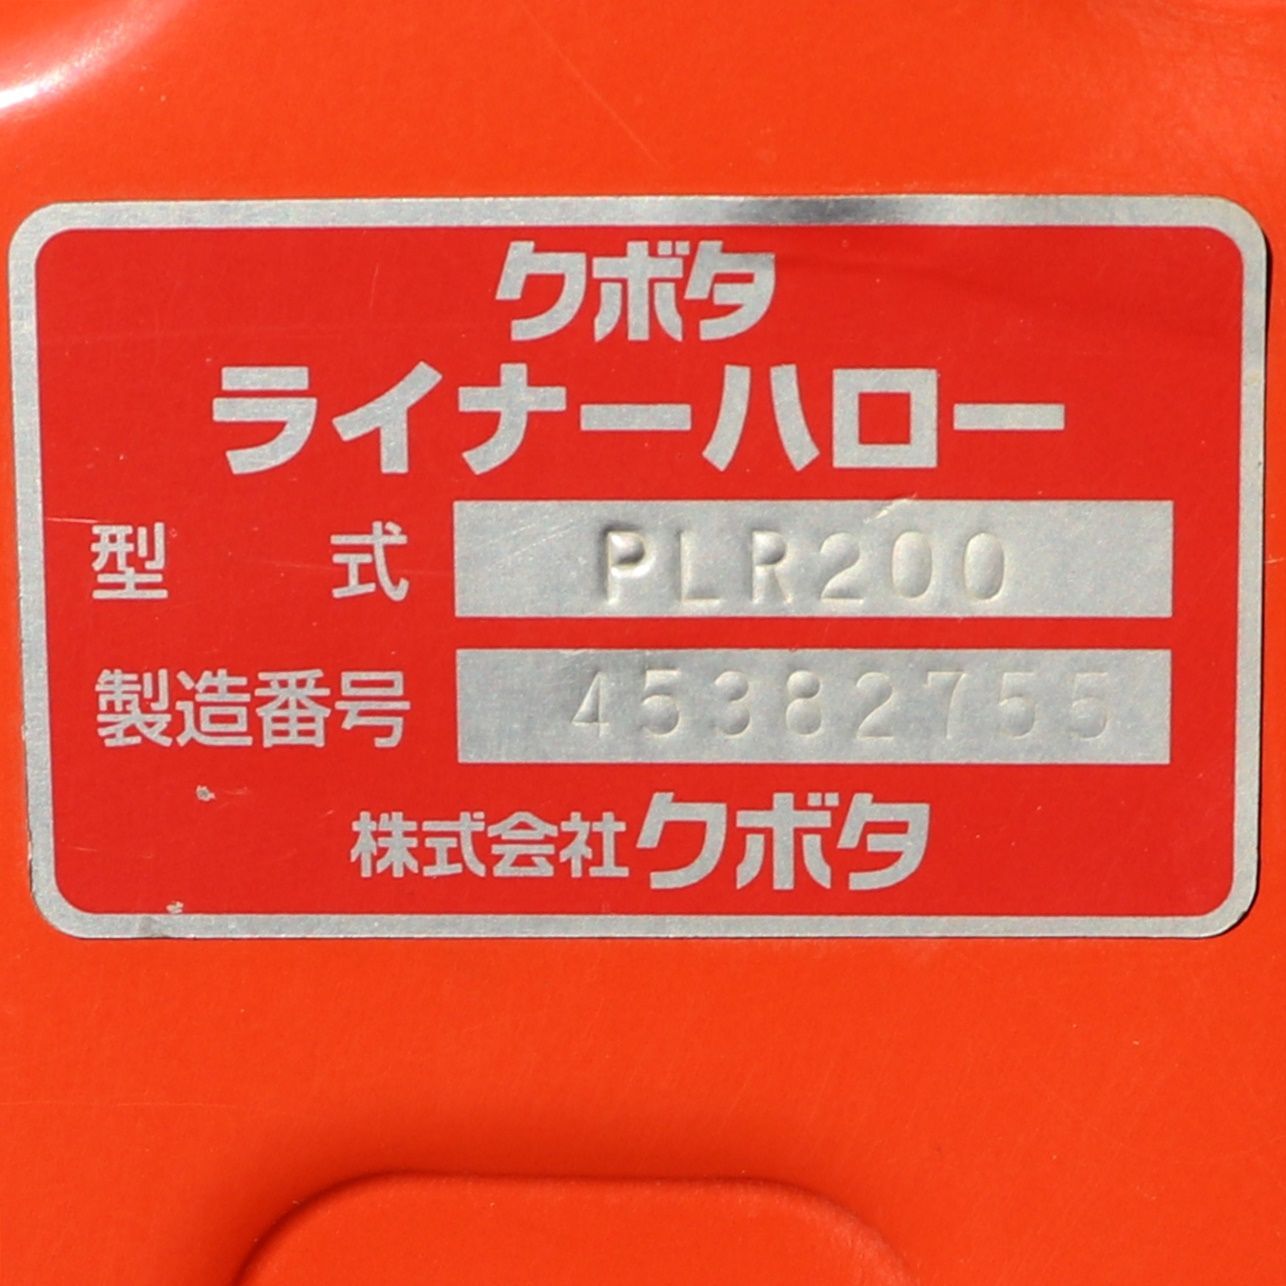 クボタ
ライナーハロー
型 式 PLR200
製造番号 45382755
株式会社クボタ